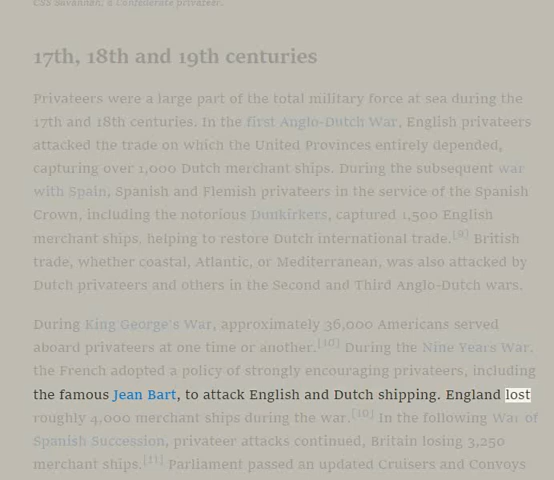 CSS Savannah, a Confederate privateer.
17th, 18th and 19th centuries
Privateers were a large part of the total military force at sea during the
17th and 18th centuries. In the first Anglo-Dutch War, English privateers
attacked the trade on which the United Provinces entirely depended,
capturing over 1,000 Dutch merchant ships. During the subsequent war
with Spain, Spanish and Flemish privateers in the service of the Spanish
Crown, including the notorious Dunkirkers, captured 1,500 English
merchant ships, helping to restore Dutch international trade.[9] British
trade, whether coastal, Atlantic, or Mediterranean, was also attacked by
Dutch privateers and others in the Second and Third Anglo-Dutch wars.
During King George's War, approximately 36,000 Americans served
aboard privateers at one time or another.[10] During the Nine Years War,
the French adopted a policy of strongly encouraging privateers, including
the famous Jean Bart, to attack English and Dutch shipping. England lost
roughly 4,000 merchant ships during the war.[10] In the following War of
Spanish Succession, privateer attacks continued, Britain losing 3,250
merchant ships.[11] Parliament passed an updated Cruisers and Convoys